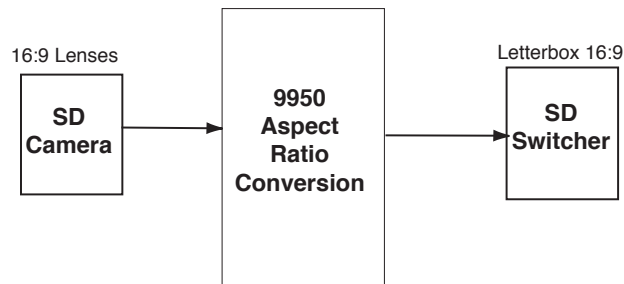 16:9 Lenses
SD
Camera
9950
Aspect
Ratio
Conversion
Letterbox 16:9
SD
Switcher